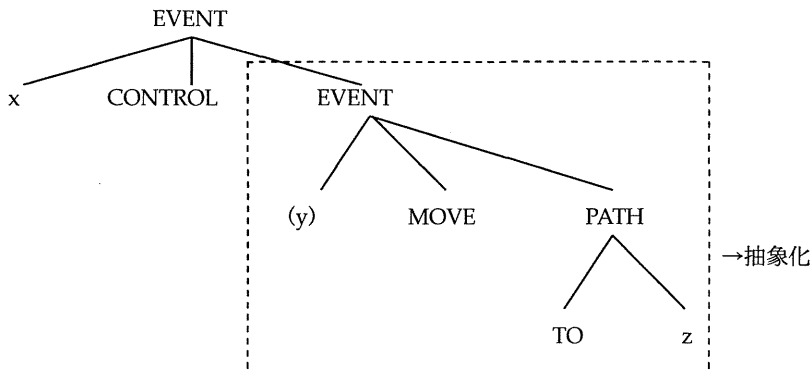 EVENT
x CONTROL EVENT
(y) MOVE PATH
→抽象化
TO z